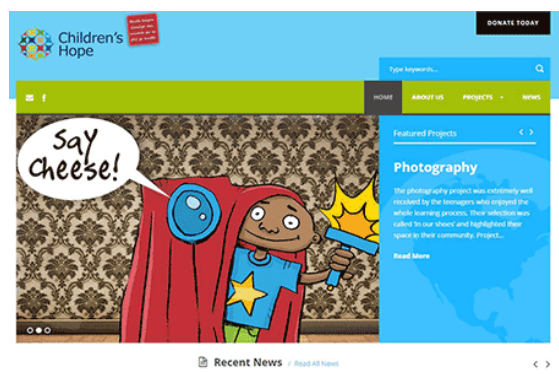 DONATE TODAY
Children's
Hope
Type keywords...
HOME
ABOUT US
PROJECTS
NEWS
Say
Cheese!
Featured Projects
Photography
The photography project was extremely well
received by the teenagers who enjoyed the
whole learning process. Their selection was
called 'In our shoes' and highlighted their
space in their community. Project...
Read More
Recent News / Read All News